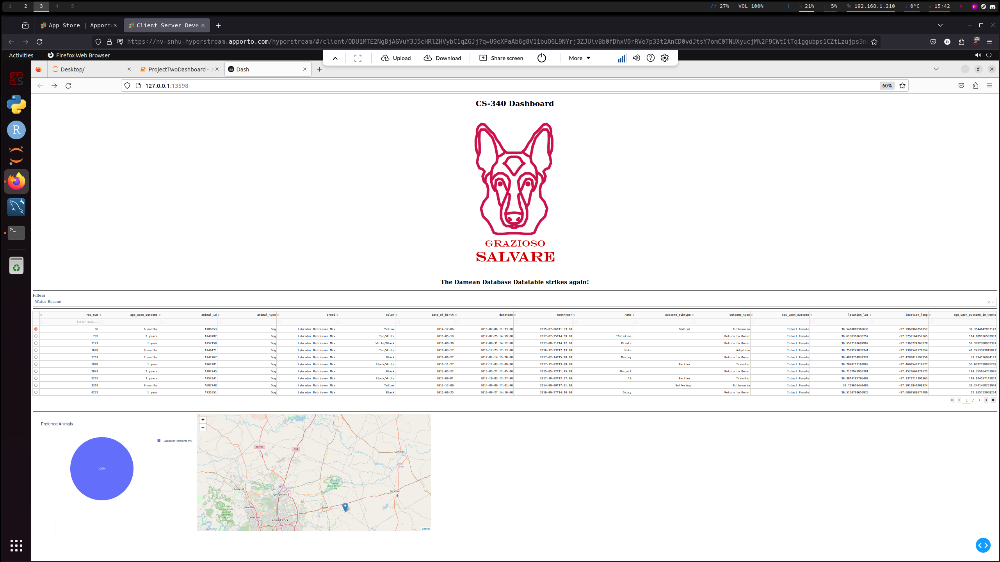 1 2 3 4 5 /: 27% VOL 100% 21% 5% 192.168.1.210 0°C 15:42 λ
App Store | Apporto Client Server Deve
https://nv-snhu-hyperstream.apporto.com/hyperstream/#/client/
25
Activities Firefox Web Browser Upload Download Share screen More
Desktop/ ProjectTwoDashboard - J Dash
127.0.0.1:13598 60%
CS-340 Dashboard
GRAZIOSO
SALVARE
The Damean Database Datatable strikes again!
Filters
Water Rescue
rec_num age_upon_outcome animal_id animal_type breed color date_of_birth datetime monthyear name outcome_subtype outcome_type sex_upon_outcome location_lat location_long age_upon_outcome_in_weeks
filter data...
36 6 months A706953 Dog Labrador Retriever Mix Yellow 2014-12-06 2015-07-06 11:33:00 2015-07-06T11:33:00 Medical Euthanasia Intact Female 30.5480802368633 -97.2969969058957 30.3544642857143
732 2 years A749782 Dog Labrador Retriever Mix Tan/White 2015-05-19 2017-07-25 14:59:00 2017-07-25T14:59:00 *Catalina Return to Owner Intact Female 30.6138310636757 -97.5752164857665 114.089186507937
1121 1 year A757158 Dog Labrador Retriever Mix White/Black 2016-08-30 2017-08-31 14:12:00 2017-08-31T14:12:00 Pirata Return to Owner Intact Female 30.5572161697962 -97.5363224263878 52.3702380952381
1628 9 months A740471 Dog Labrador Retriever Mix Tan/White 2016-03-17 2016-12-23 17:13:00 2016-12-23T17:13:00 Mika Adoption Intact Female 30.7569243032341 -97.7392549176654 40.2453373015873
1757 7 months A742767 Dog Labrador Retriever Mix Black 2016-06-27 2017-02-14 15:20:00 2017-02-14T15:20:00 Marley Return to Owner Intact Female 30.4869754937324 -97.4280017197358 33.234126984127
1988 1 year A762781 Dog Labrador Retriever Mix Black/White 2016-11-27 2017-12-03 13:09:00 2017-12-03T13:09:00 Partner Transfer Intact Female 30.2840111162863 -97.4600542219677 53.0782738095238
2041 2 years A702745 Dog Labrador Retriever Mix Black 2013-05-22 2015-05-22 11:45:00 2015-05-22T11:45:00 Abigail Return to Owner Intact Female 30.7157941956301 -97.4523664870572 104.355654761905
2225 2 years A757341 Dog Labrador Retriever Mix Black/White 2015-09-01 2017-10-03 12:27:00 2017-10-03T12:27:00 19 Partner Transfer Intact Female 30.3814182796497 -97.7373217391863 109.074107142857
3319 9 months A687748 Dog Labrador Retriever Mix Yellow 2013-12-09 2014-09-09 17:01:00 2014-09-09T17:01:00 Suffering Euthanasia Intact Female 30.729653440489 -97.3912941009824 39.2441468253968
4222 1 year A735551 Dog Labrador Retriever Mix Black 2015-09-25 2016-09-27 14:10:00 2016-09-27T14:10:00 Daisy Return to Owner Intact Female 30.5150703656925 -97.6092589677489 52.655753968254
« ‹ 1 / 2 › »
Preferred Animals
Labrador Retriever Mix
100%
+
−
TX 195
I 35
Cameron
Milam County
Granger Wildlife Management Area
Liberty Hill
Williamson County
Georgetown
Rockdale
Balcones Canyonlands National Wildlife Refuge
Leander
Taylor
Hutto
Cedar Park
Round Rock
Lake Travis
Leaflet